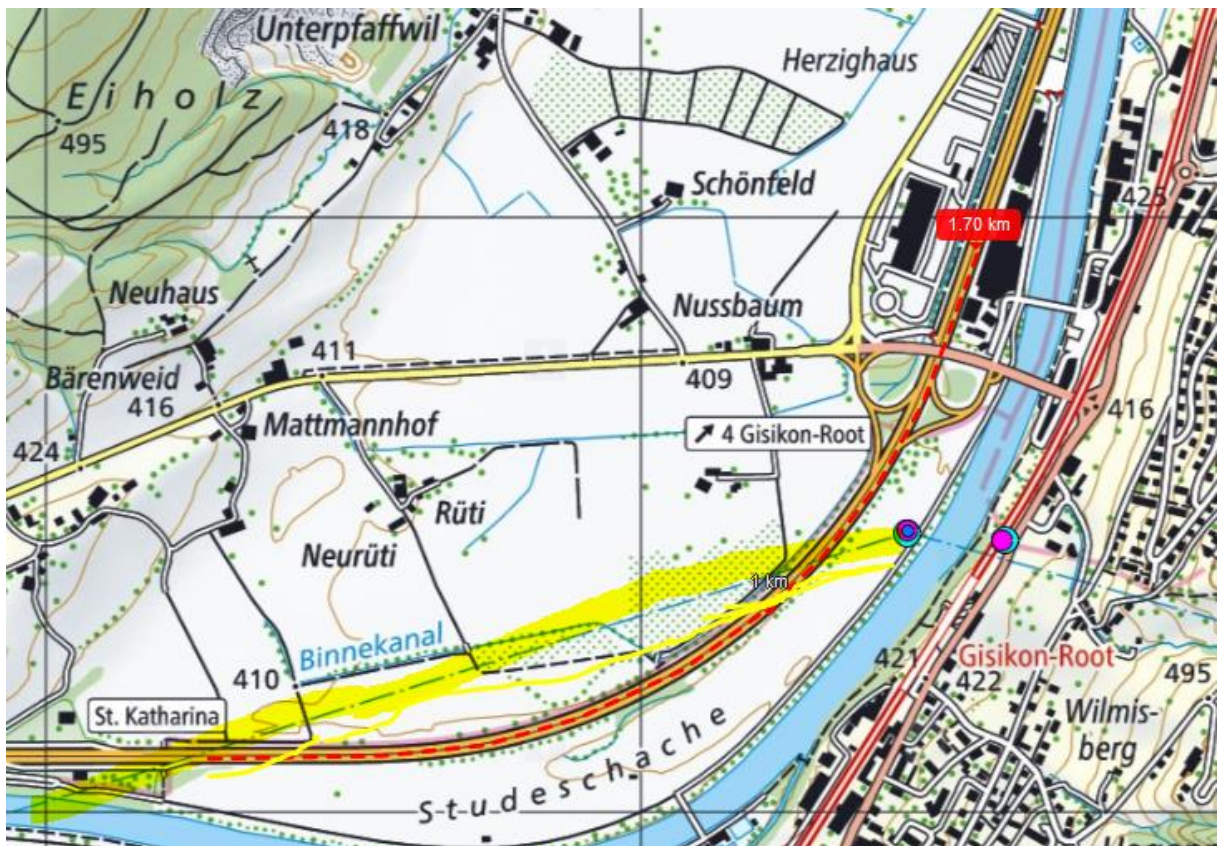 Unterpfaffwil
Herzighaus
Eiholz
495
418
Schönfeld
425
1.70 km
Neuhaus
Nussbaum
411
409
Bärenweid
416
Mattmannhof
416
424
4 Gisikon-Root
Rüti
Neurüti
1 km
Binnekanal
410
421
Gisikon-Root
422
495
St. Katharina
Wilmis-
berg
Studeschache